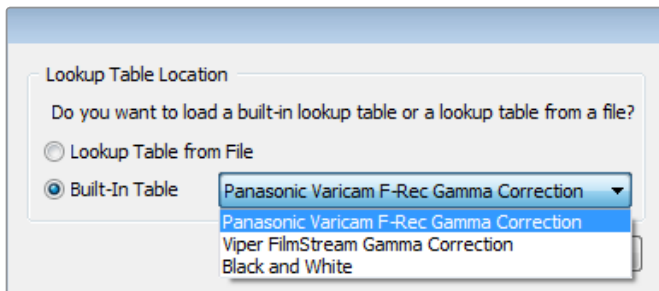 Lookup Table Location
Do you want to load a built-in lookup table or a lookup table from a file?
Lookup Table from File
Built-In Table
Panasonic Varicam F-Rec Gamma Correction
Panasonic Varicam F-Rec Gamma Correction
Viper FilmStream Gamma Correction
Black and White